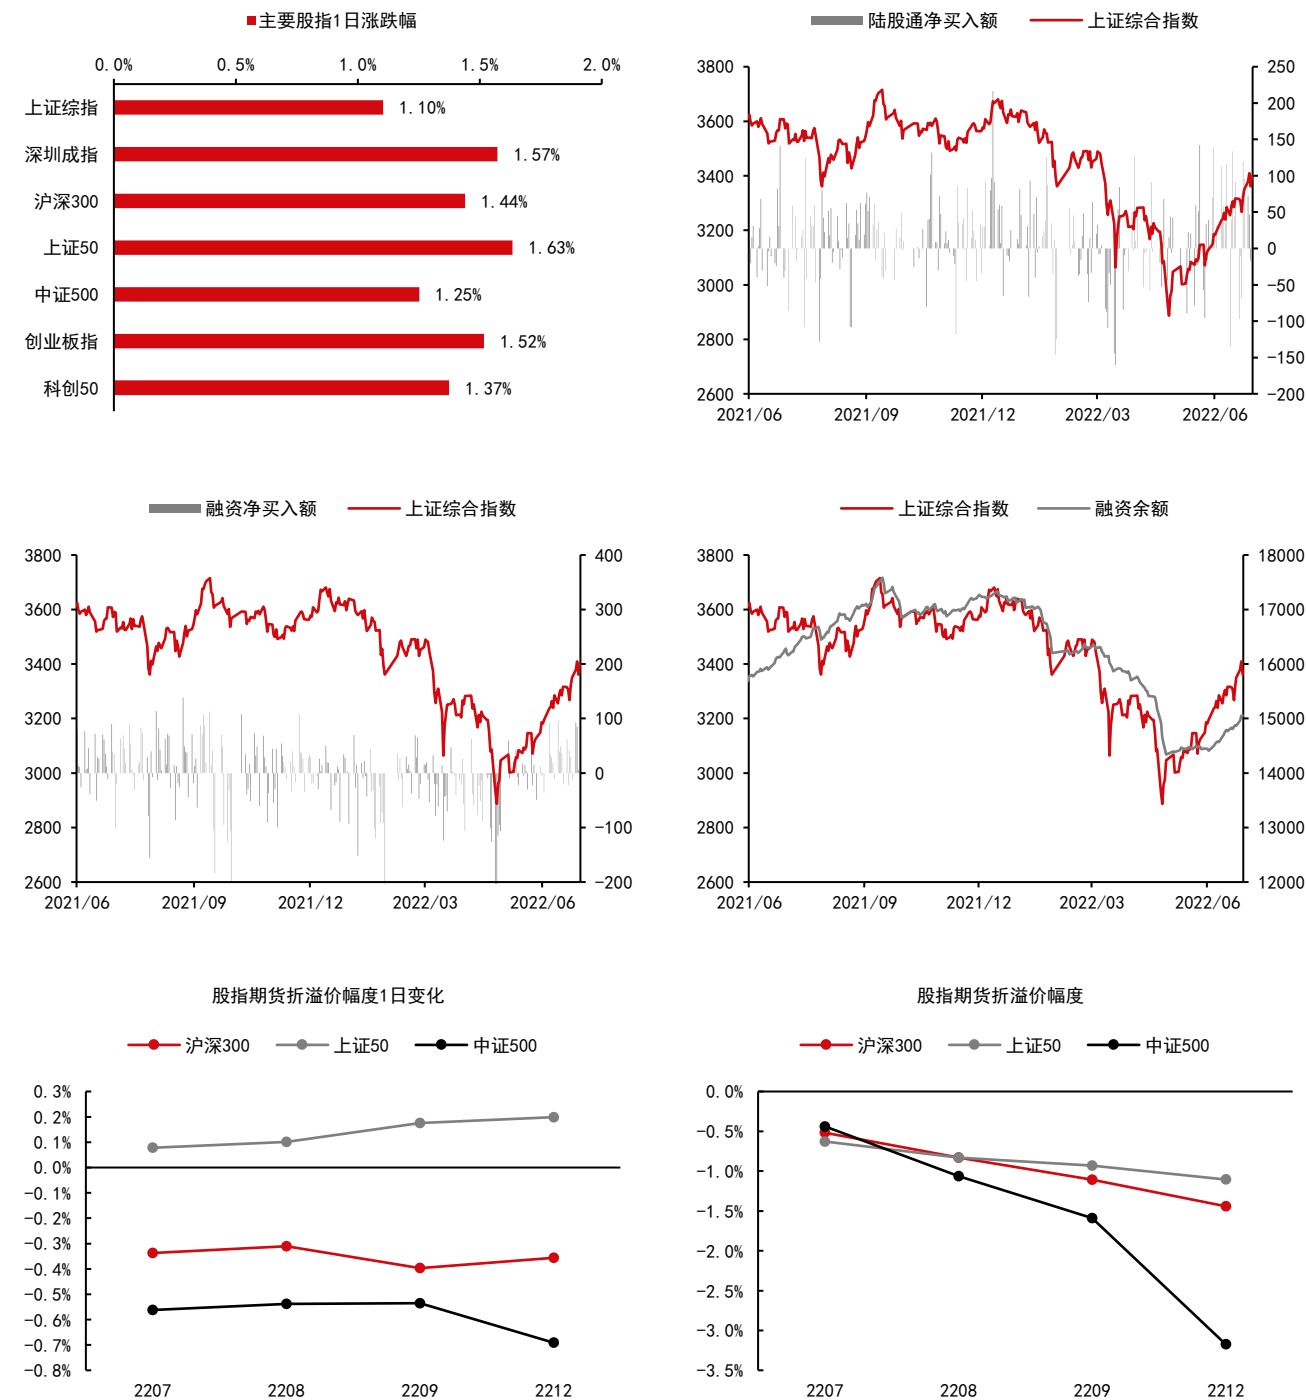 主要股指1日涨跌幅
0.0% 0.5% 1.0% 1.5% 2.0%
上证综指 1.10%
深圳成指 1.57%
沪深300 1.44%
上证50 1.63%
中证500 1.25%
创业板指 1.52%
科创50 1.37%
陆股通净买入额 上证综合指数
3800 250
3600 200
3400 150
3200 100
3000 50
2800 0
2600 -50
-100
-150
-200
2021/06 2021/09 2021/12 2022/03 2022/06
融资净买入额 上证综合指数
3800 400
3600 300
3400 200
3200 100
3000 0
2800 -100
2600 -200
2021/06 2021/09 2021/12 2022/03 2022/06
上证综合指数 融资余额
3800 18000
3600 17000
3400 16000
3200 15000
3000 14000
2800 13000
2600 12000
2021/06 2021/09 2021/12 2022/03 2022/06
股指期货折溢价幅度1日变化
沪深300 上证50 中证500
0.3%
0.2%
0.1%
0.0%
-0.1%
-0.2%
-0.3%
-0.4%
-0.5%
-0.6%
-0.7%
-0.8%
2207 2208 2209 2212
股指期货折溢价幅度
沪深300 上证50 中证500
0.0%
-0.5%
-1.0%
-1.5%
-2.0%
-2.5%
-3.0%
-3.5%
2207 2208 2209 2212